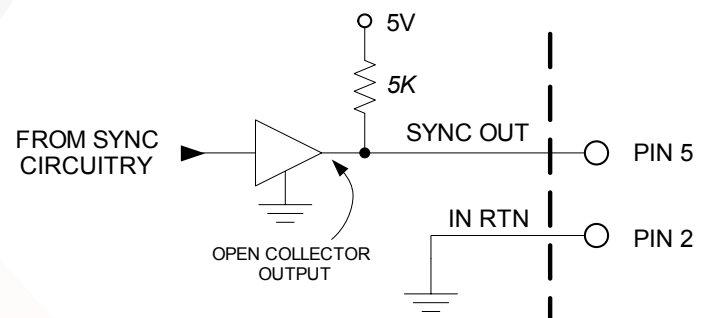 5V
5K
FROM SYNC
CIRCUITRY
SYNC OUT
PIN 5
IN RTN
PIN 2
OPEN COLLECTOR
OUTPUT